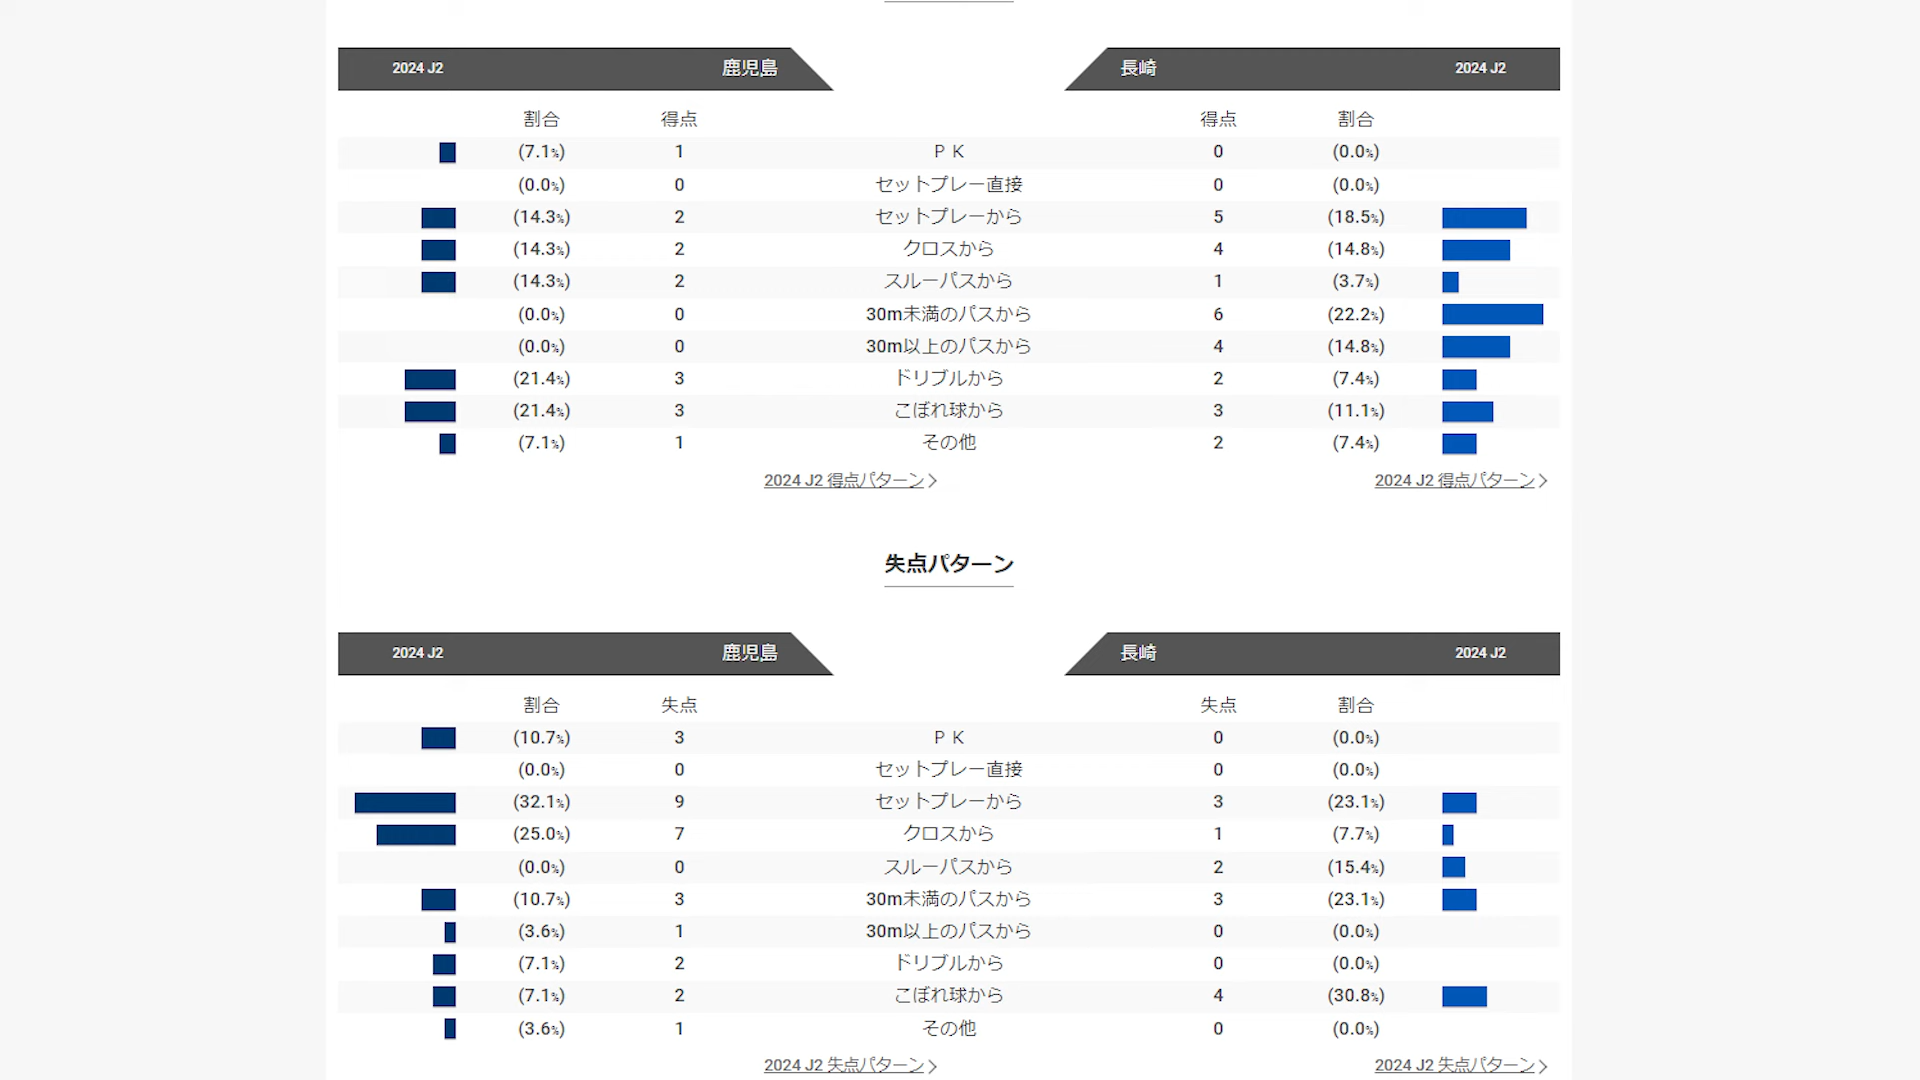 2024 J2 鹿児島 長崎 2024 J2
割合 得点 得点 割合
(7.1%) 1 ＰＫ 0 (0.0%)
(0.0%) 0 セットプレー直接 0 (0.0%)
(14.3%) 2 セットプレーから 5 (18.5%)
(14.3%) 2 クロスから 4 (14.8%)
(14.3%) 2 スルーパスから 1 (3.7%)
(0.0%) 0 30m未満のパスから 6 (22.2%)
(0.0%) 0 30m以上のパスから 4 (14.8%)
(21.4%) 3 ドリブルから 2 (7.4%)
(21.4%) 3 こぼれ球から 3 (11.1%)
(7.1%) 1 その他 2 (7.4%)
2024 J2 得点パターン 2024 J2 得点パターン
失点パターン
2024 J2 鹿児島 長崎 2024 J2
割合 失点 失点 割合
(10.7%) 3 ＰＫ 0 (0.0%)
(0.0%) 0 セットプレー直接 0 (0.0%)
(32.1%) 9 セットプレーから 3 (23.1%)
(25.0%) 7 クロスから 1 (7.7%)
(0.0%) 0 スルーパスから 2 (15.4%)
(10.7%) 3 30m未満のパスから 3 (23.1%)
(3.6%) 1 30m以上のパスから 0 (0.0%)
(7.1%) 2 ドリブルから 0 (0.0%)
(7.1%) 2 こぼれ球から 4 (30.8%)
(3.6%) 1 その他 0 (0.0%)
2024 J2 失点パターン 2024 J2 失点パターン